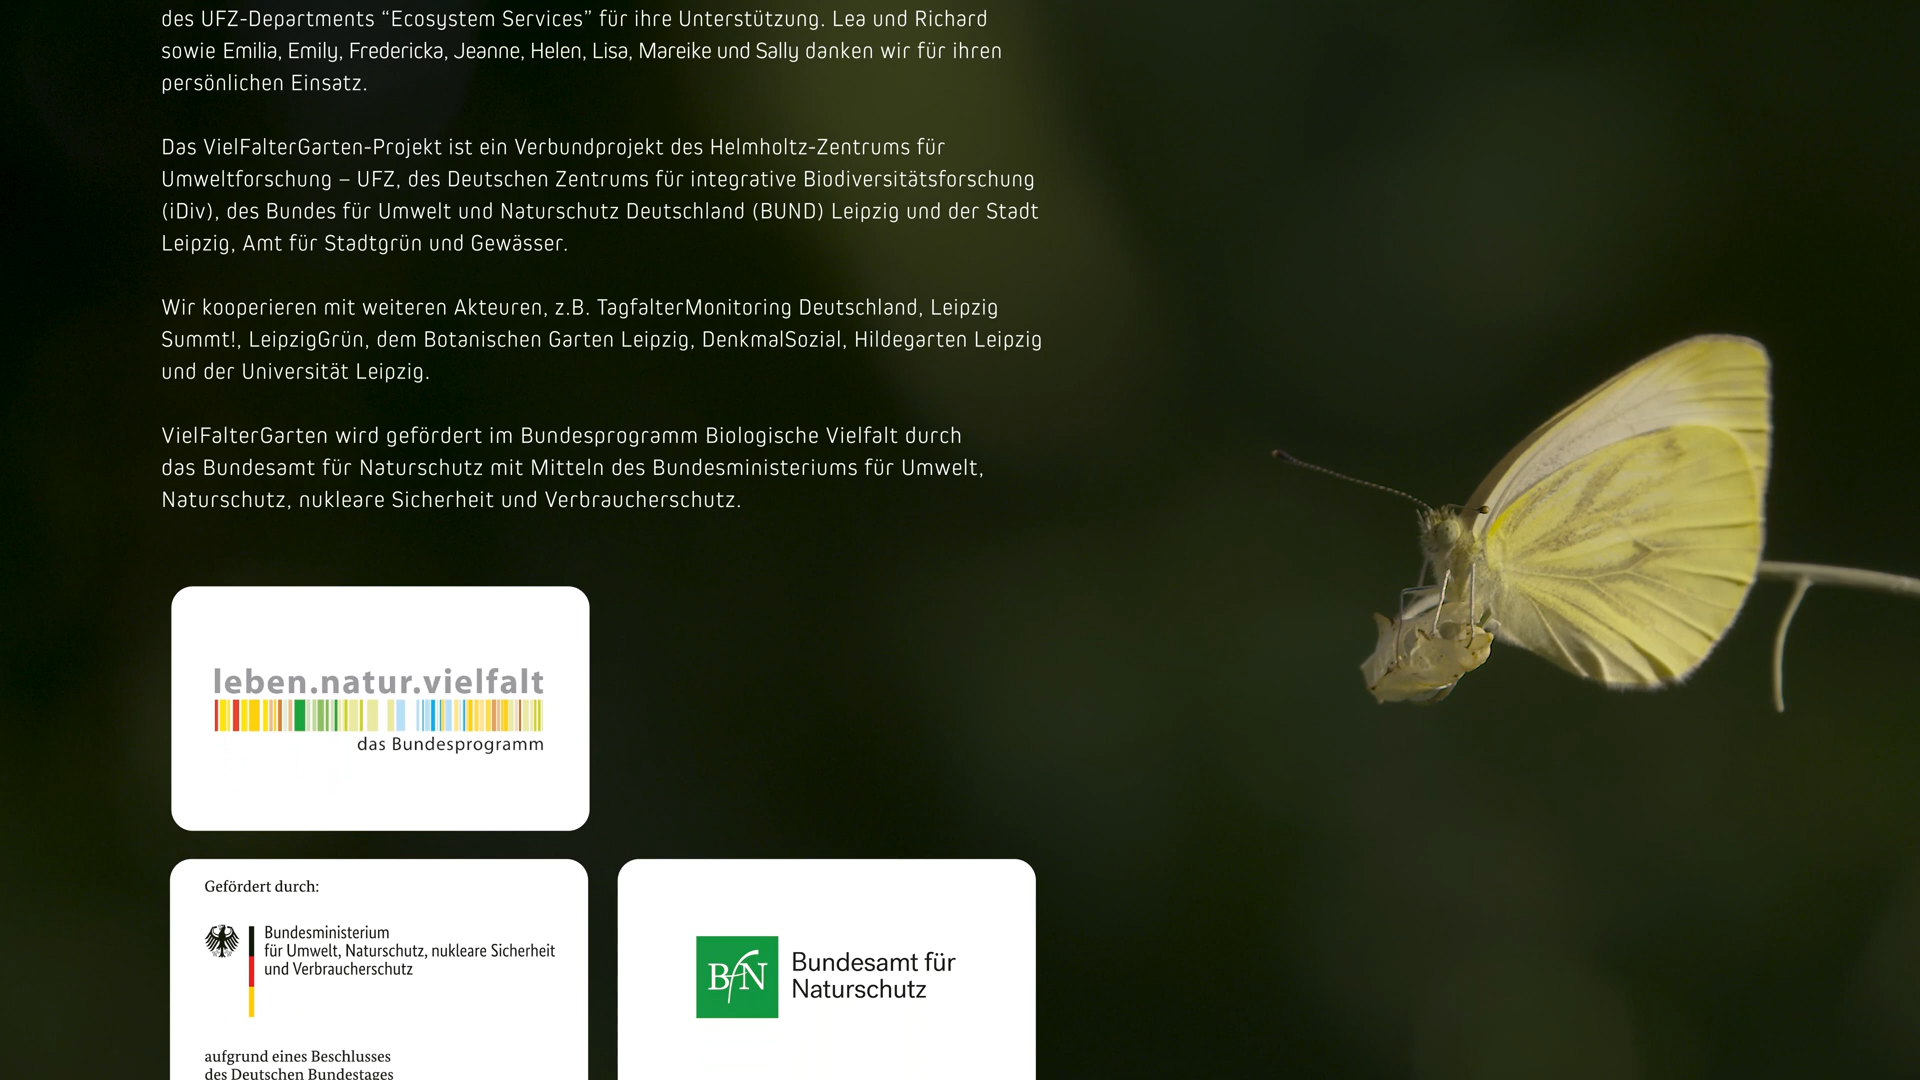 des UFZ-Departments “Ecosystem Services” für ihre Unterstützung. Lea und Richard
sowie Emilia, Emily, Fredericka, Jeanne, Helen, Lisa, Mareike und Sally danken wir für ihren
persönlichen Einsatz.
Das VielFalterGarten-Projekt ist ein Verbundprojekt des Helmholtz-Zentrums für
Umweltforschung – UFZ, des Deutschen Zentrums für integrative Biodiversitätsforschung
(iDiv), des Bundes für Umwelt und Naturschutz Deutschland (BUND) Leipzig und der Stadt
Leipzig, Amt für Stadtgrün und Gewässer.
Wir kooperieren mit weiteren Akteuren, z.B. TagfalterMonitoring Deutschland, Leipzig
Summt!, LeipzigGrün, dem Botanischen Garten Leipzig, DenkmalSozial, Hildegarten Leipzig
und der Universität Leipzig.
VielFalterGarten wird gefördert im Bundesprogramm Biologische Vielfalt durch
das Bundesamt für Naturschutz mit Mitteln des Bundesministeriums für Umwelt,
Naturschutz, nukleare Sicherheit und Verbraucherschutz.
leben.natur.vielfalt
das Bundesprogramm
Gefördert durch:
Bundesministerium
für Umwelt, Naturschutz, nukleare Sicherheit
und Verbraucherschutz
aufgrund eines Beschlusses
des Deutschen Bundestages
BfN
Bundesamt für
Naturschutz